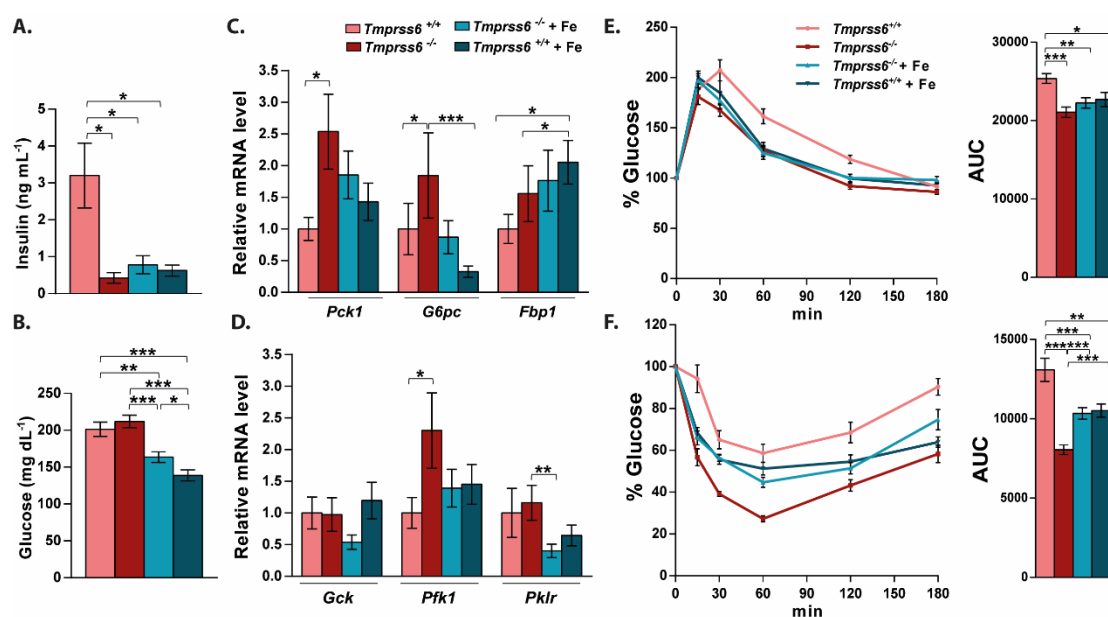 A.
Insulin (ng mL-1)
5
4
3
2
1
0
*
*
*
B.
Glucose (mg dL-1)
250
200
150
100
50
0
***
**
***
***
*
C.
Tmprss6 +/+
Tmprss6 -/- + Fe
Tmprss6 -/-
Tmprss6 +/+ + Fe
Relative mRNA level
3.5
3.0
2.5
2.0
1.5
1.0
0.5
0.0
*
*
***
*
*
Pck1
G6pc
Fbp1
D.
Relative mRNA level
3.5
3.0
2.5
2.0
1.5
1.0
0.5
0.0
*
**
Gck
Pfk1
Pklr
E.
% Glucose
250
200
150
100
50
0
0
30
60
120
180
min
Tmprss6+/+
Tmprss6-/-
Tmprss6-/- + Fe
Tmprss6+/+ + Fe
AUC
30000
20000
10000
0
*
**
***
F.
% Glucose
120
100
80
60
40
20
0
0
30
60
120
180
min
AUC
15000
10000
5000
0
**
***
******
***